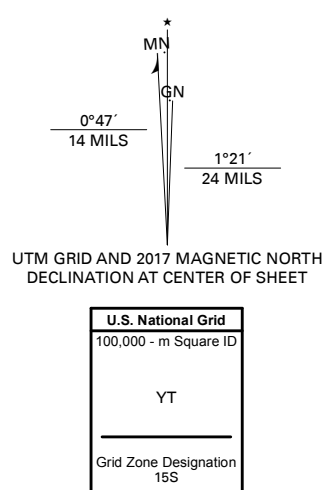 ★
MN
GN
0°47´
14 MILS
1°21´
24 MILS
UTM GRID AND 2017 MAGNETIC NORTH
DECLINATION AT CENTER OF SHEET
U.S. National Grid
100,000 - m Square ID
YT
Grid Zone Designation
15S